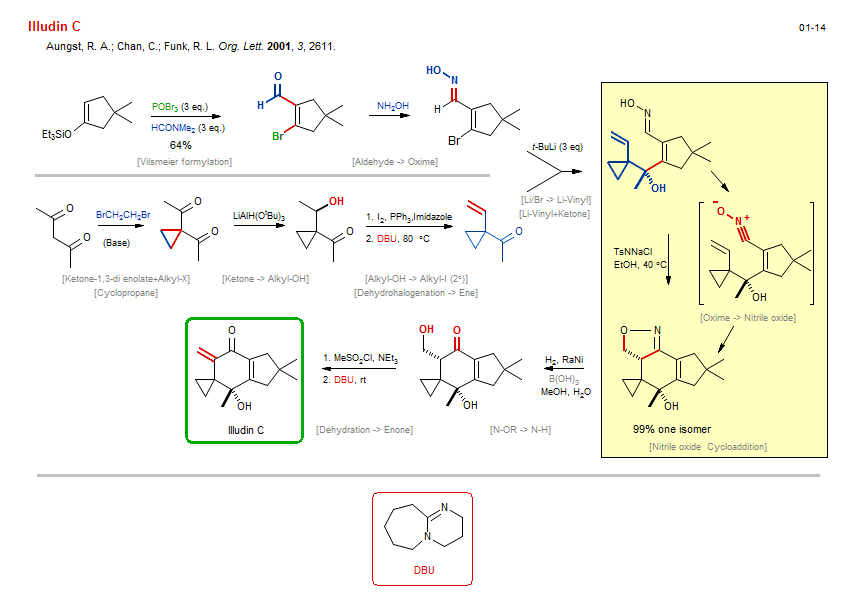 Illudin C
01-14
Aungst, R. A.; Chan, C.; Funk, R. L. Org. Lett. 2001, 3, 2611.
Et3SiO
POBr3 (3 eq.)
HCONMe2 (3 eq.)
64%
[Vilsmeier formylation]
O
H
Br
NH2OH
[Aldehyde -> Oxime]
HO
N
H
Br
t-BuLi (3 eq)
[Li/Br -> Li-Vinyl]
[Li-Vinyl+Ketone]
O
O
BrCH2CH2Br
(Base)
[Ketone-1,3-di enolate+Alkyl-X]
[Cyclopropane]
O
O
LiAlH(OtBu)3
[Ketone -> Alkyl-OH]
OH
O
1. I2, PPh3,Imidazole
2. DBU, 80 °C
[Alkyl-OH -> Alkyl-I (2°)]
[Dehydrohalogenation -> Ene]
O
HO
N
OH
TsNNaCl
EtOH, 40 °C
-
O
N+
OH
[Oxime -> Nitrile oxide]
O
N
OH
99% one isomer
[Nitrile oxide Cycloaddition]
H2, RaNi
B(OH)3
MeOH, H2O
[N-OR -> N-H]
OH
O
OH
1. MeSO2Cl, NEt3
2. DBU, rt
[Dehydration -> Enone]
O
OH
Illudin C
N
N
DBU